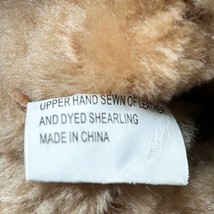 UPPER HAND SEWN OF LEATHER
AND DYED SHEARLING
MADE IN CHINA